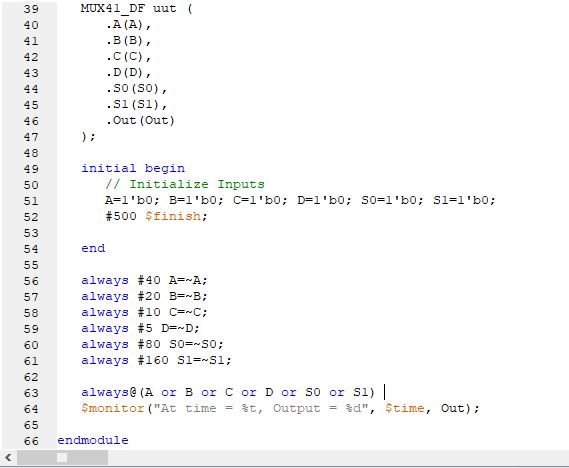 39 MUX41_DF uut (
40 .A(A),
41 .B(B),
42 .C(C),
43 .D(D),
44 .S0(S0),
45 .S1(S1),
46 .Out(Out)
47 );
48
49 initial begin
50 // Initialize Inputs
51 A=1'b0; B=1'b0; C=1'b0; D=1'b0; S0=1'b0; S1=1'b0;
52 #500 $finish;
53
54 end
55
56 always #40 A=~A;
57 always #20 B=~B;
58 always #10 C=~C;
59 always #5 D=~D;
60 always #80 S0=~S0;
61 always #160 S1=~S1;
62
63 always@(A or B or C or D or S0 or S1)
64 $monitor("At time = %t, Output = %d", $time, Out);
65
66 endmodule